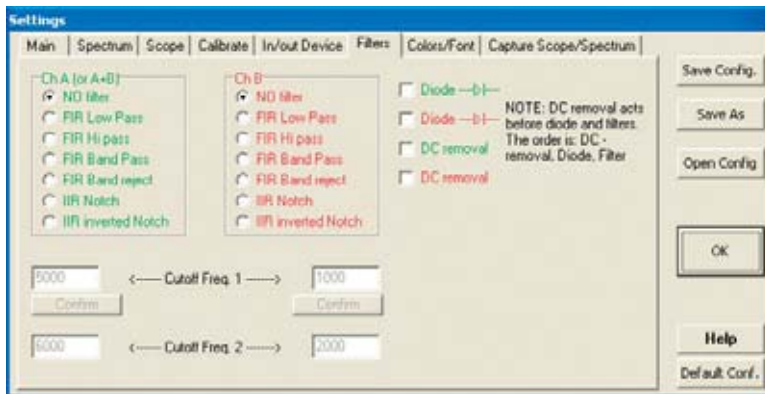 Settings
Main Spectrum Scope Calibrate In/out Device Filters Colors/Font Capture Scope/Spectrum
Ch A (or A+B)
NO filter
FIR Low Pass
FIR Hi pass
FIR Band Pass
FIR Band reject
IIR Notch
IIR inverted Notch
Ch B
NO filter
FIR Low Pass
FIR Hi pass
FIR Band Pass
FIR Band reject
IIR Notch
IIR inverted Notch
Diode
Diode
DC removal
DC removal
NOTE: DC removal acts
before diode and filters.
The order is: DC -
removal, Diode, Filter
5000 <----- Cutoff Freq. 1 -----> 1000
Confirm Confirm
6000 <----- Cutoff Freq. 2 -----> 2000
Save Config.
Save As
Open Config
OK
Help
Default Conf.